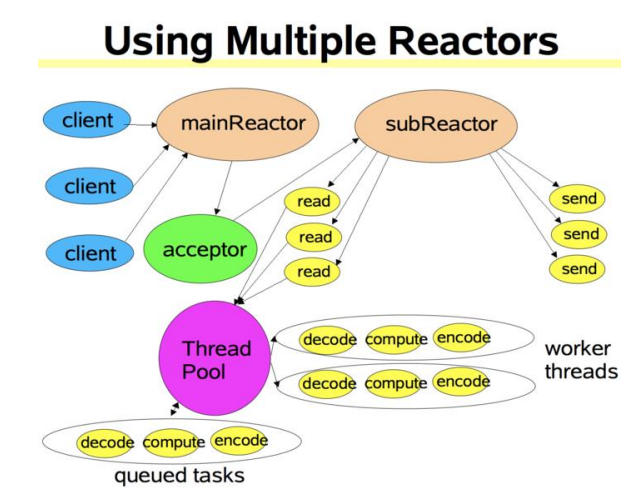 Using Multiple Reactors
client
mainReactor
subReactor
client
read
send
client
acceptor
read
send
read
send
Thread
Pool
decode compute encode
worker
threads
decode compute encode
decode compute encode
queued tasks